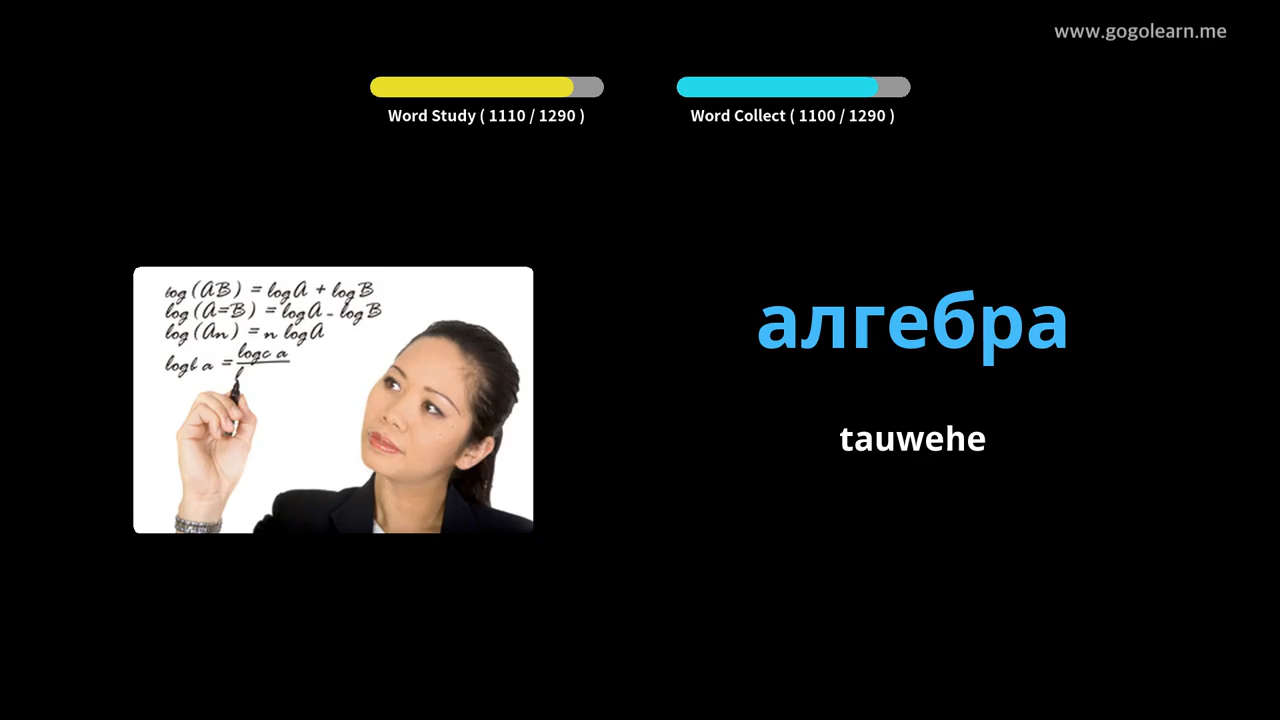 www.gogolearn.me
Word Study ( 1110 / 1290 )
Word Collect ( 1100 / 1290 )
log (AB) = log A + log B
log (A=B) = log A - log B
log (An) = n log A
logb a = logc a
алгебра
tauwehe